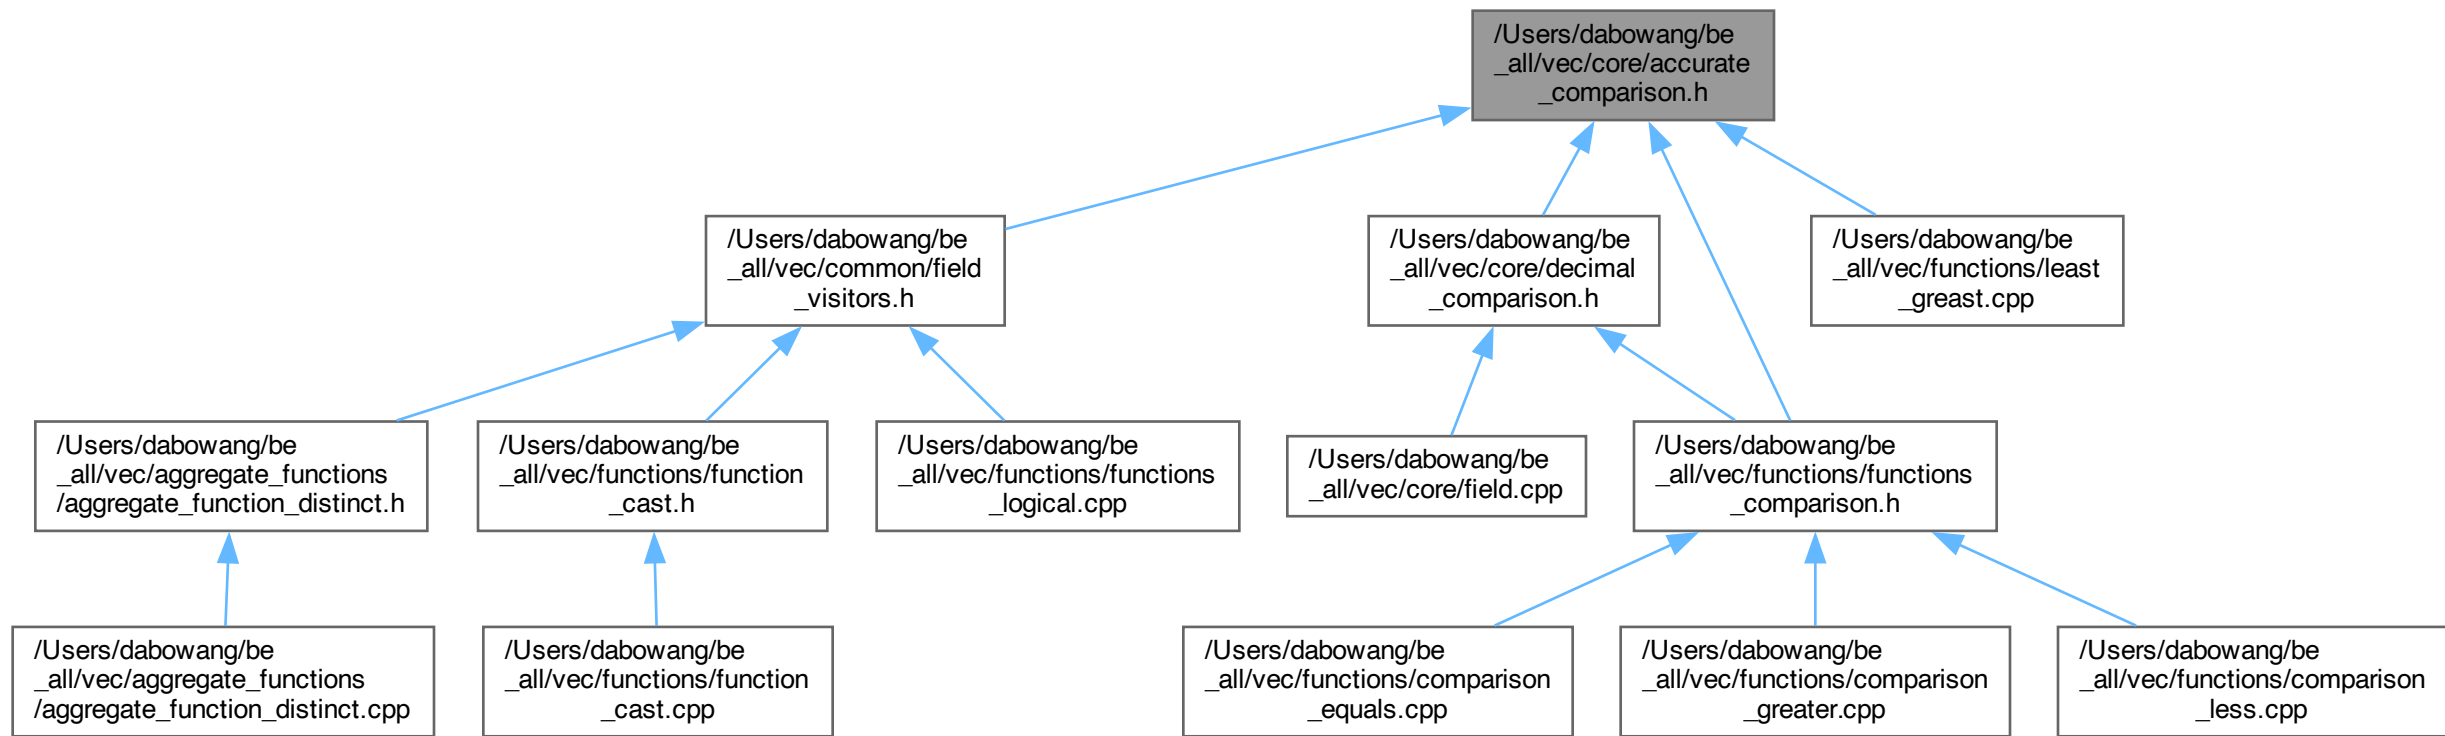 /Users/dabowang/be
_all/vec/core/accurate
_comparison.h
/Users/dabowang/be
_all/vec/common/field
_visitors.h
/Users/dabowang/be
_all/vec/core/decimal
_comparison.h
/Users/dabowang/be
_all/vec/functions/least
_greast.cpp
/Users/dabowang/be
_all/vec/aggregate_functions
/aggregate_function_distinct.h
/Users/dabowang/be
_all/vec/functions/function
_cast.h
/Users/dabowang/be
_all/vec/functions/functions
_logical.cpp
/Users/dabowang/be
_all/vec/core/field.cpp
/Users/dabowang/be
_all/vec/functions/functions
_comparison.h
/Users/dabowang/be
_all/vec/aggregate_functions
/aggregate_function_distinct.cpp
/Users/dabowang/be
_all/vec/functions/function
_cast.cpp
/Users/dabowang/be
_all/vec/functions/comparison
_equals.cpp
/Users/dabowang/be
_all/vec/functions/comparison
_greater.cpp
/Users/dabowang/be
_all/vec/functions/comparison
_less.cpp